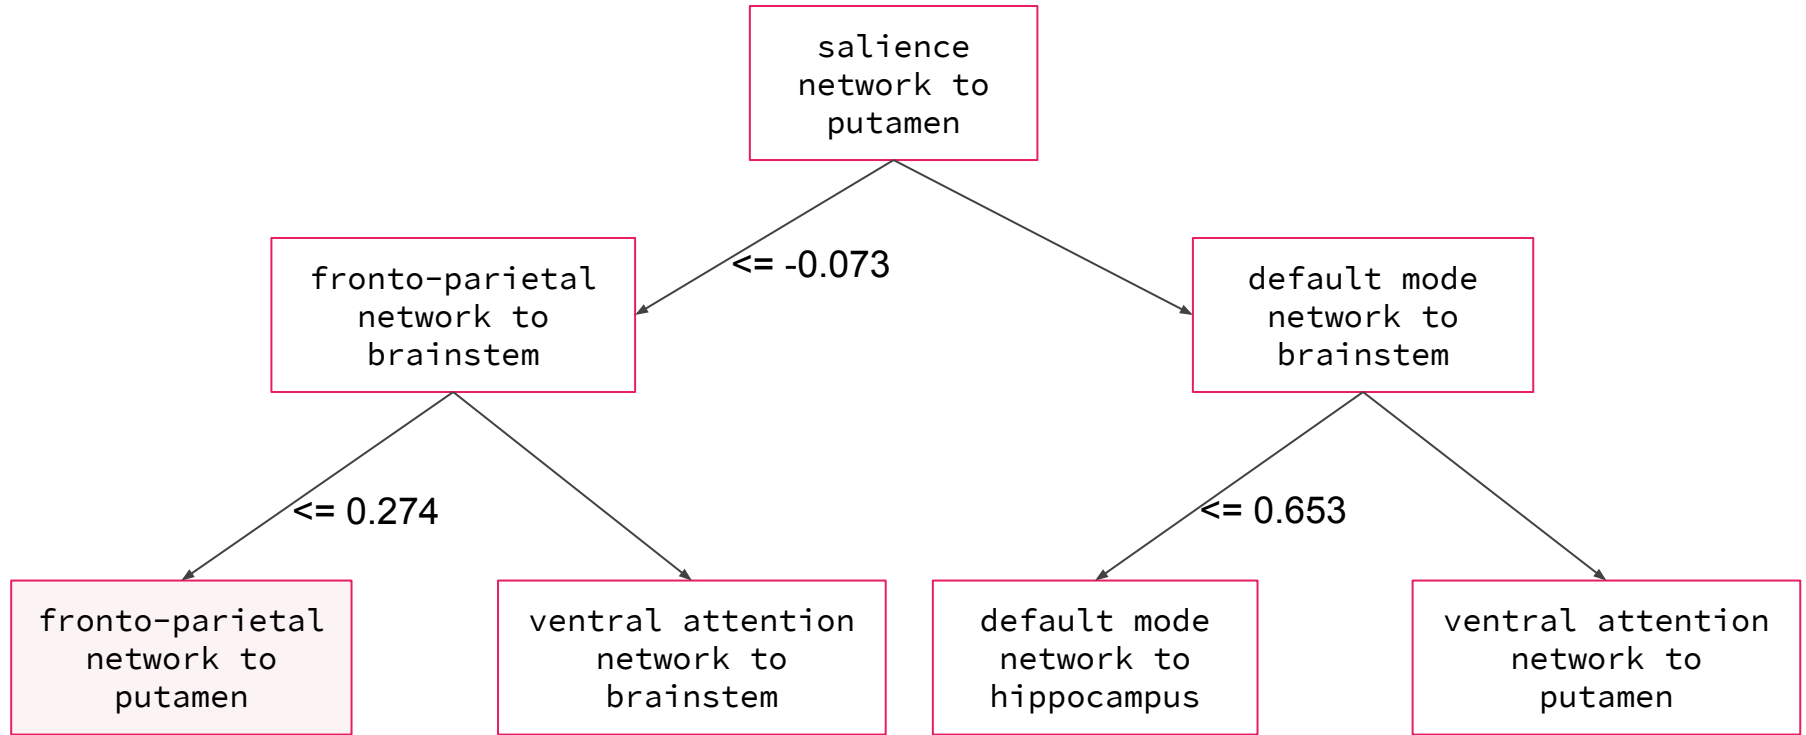 salience
network to
putamen
<= -0.073
fronto-parietal
network to
brainstem
default mode
network to
brainstem
<= 0.274
<= 0.653
fronto-parietal
network to
putamen
ventral attention
network to
brainstem
default mode
network to
hippocampus
ventral attention
network to
putamen